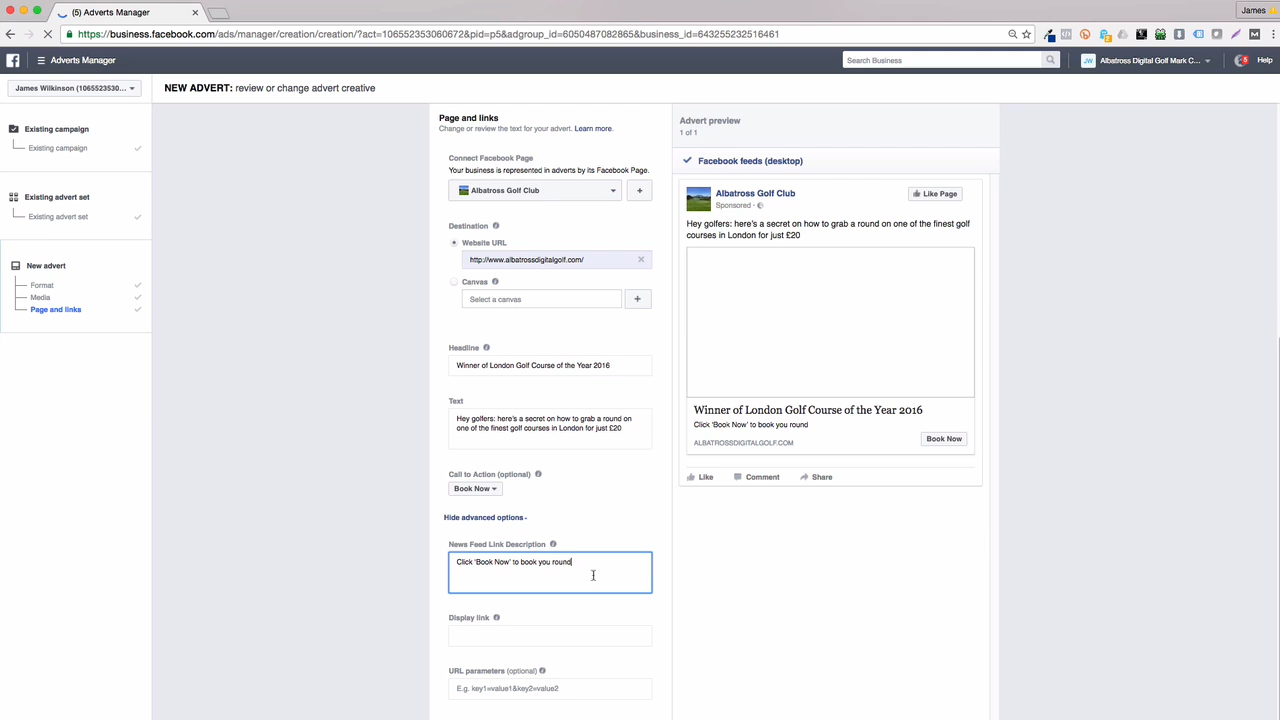 (5) Adverts Manager
James
https://business.facebook.com/ads/manager/creation/creation/?act=106552353060672&pid=p5&adgroup_id=6050487082865&business_id=643255232516461
Adverts Manager
Search Business
JW
Albatross Digital Golf Mark C...
5
Help
James Wilkinson (1065523530...
NEW ADVERT: review or change advert creative
Existing campaign
Existing campaign
Existing advert set
Existing advert set
New advert
Format
Media
Page and links
Page and links
Change or review the text for your advert. Learn more.
Connect Facebook Page
Your business is represented in adverts by its Facebook Page.
Albatross Golf Club
+
Destination
Website URL
http://www.albatrossdigitalgolf.com/
Canvas
Select a canvas
+
Headline
Winner of London Golf Course of the Year 2016
Text
Hey golfers: here's a secret on how to grab a round on
one of the finest golf courses in London for just £20
Call to Action (optional)
Book Now
Hide advanced options
News Feed Link Description
Click 'Book Now' to book you round
Display link
URL parameters (optional)
E.g. key1=value1&key2=value2
Advert preview
1 of 1
Facebook feeds (desktop)
Albatross Golf Club
Sponsored ·
Like Page
Hey golfers: here's a secret on how to grab a round on one of the finest golf
courses in London for just £20
Winner of London Golf Course of the Year 2016
Click 'Book Now' to book you round
ALBATROSSDIGITALGOLF.COM
Book Now
Like
Comment
Share